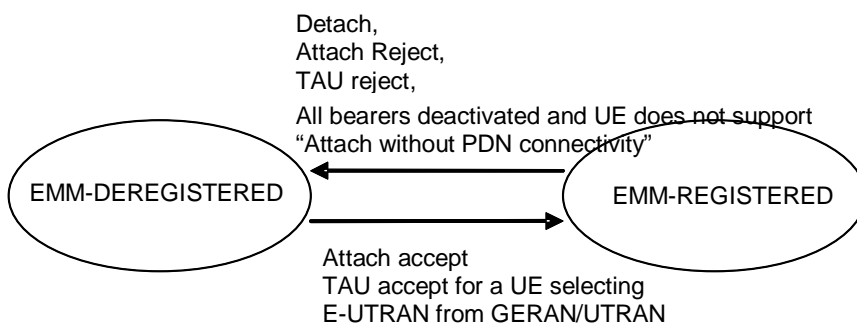 Detach,
Attach Reject,
TAU reject,
All bearers deactivated and UE does not support
“Attach without PDN connectivity”
EMM-DEREGISTERED
EMM-REGISTERED
Attach accept
TAU accept for a UE selecting
E-UTRAN from GERAN/UTRAN